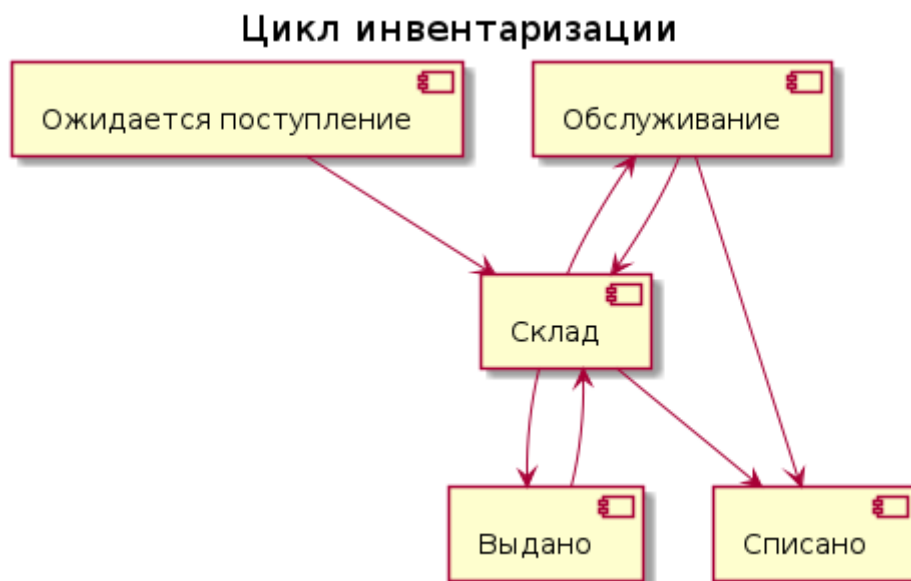 Цикл инвентаризации
Ожидается поступление
Обслуживание
Склад
Выдано
Списано